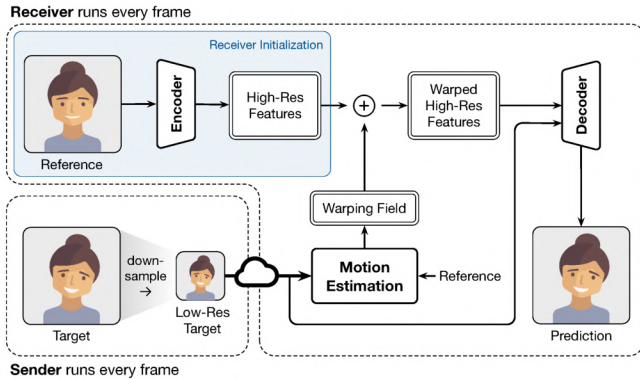 Receiver runs every frame
Receiver Initialization
Encoder
High-Res
Features
Warped
High-Res
Features
Decoder
Reference
Warping Field
down-
sample
Motion
Estimation
Reference
Target
Low-Res
Target
Prediction
Sender runs every frame